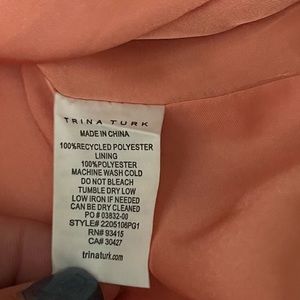 TRINA TURK
MADE IN CHINA
100%RECYCLED POLYESTER
LINING
100%POLYESTER
MACHINE WASH COLD
DO NOT BLEACH
TUMBLE DRY LOW
LOW IRON IF NEEDED
CAN BE DRY CLEANED
PO # 03832-00
STYLE# 2205106PG1
RN# 93415
CA# 30427
trinaturk.com